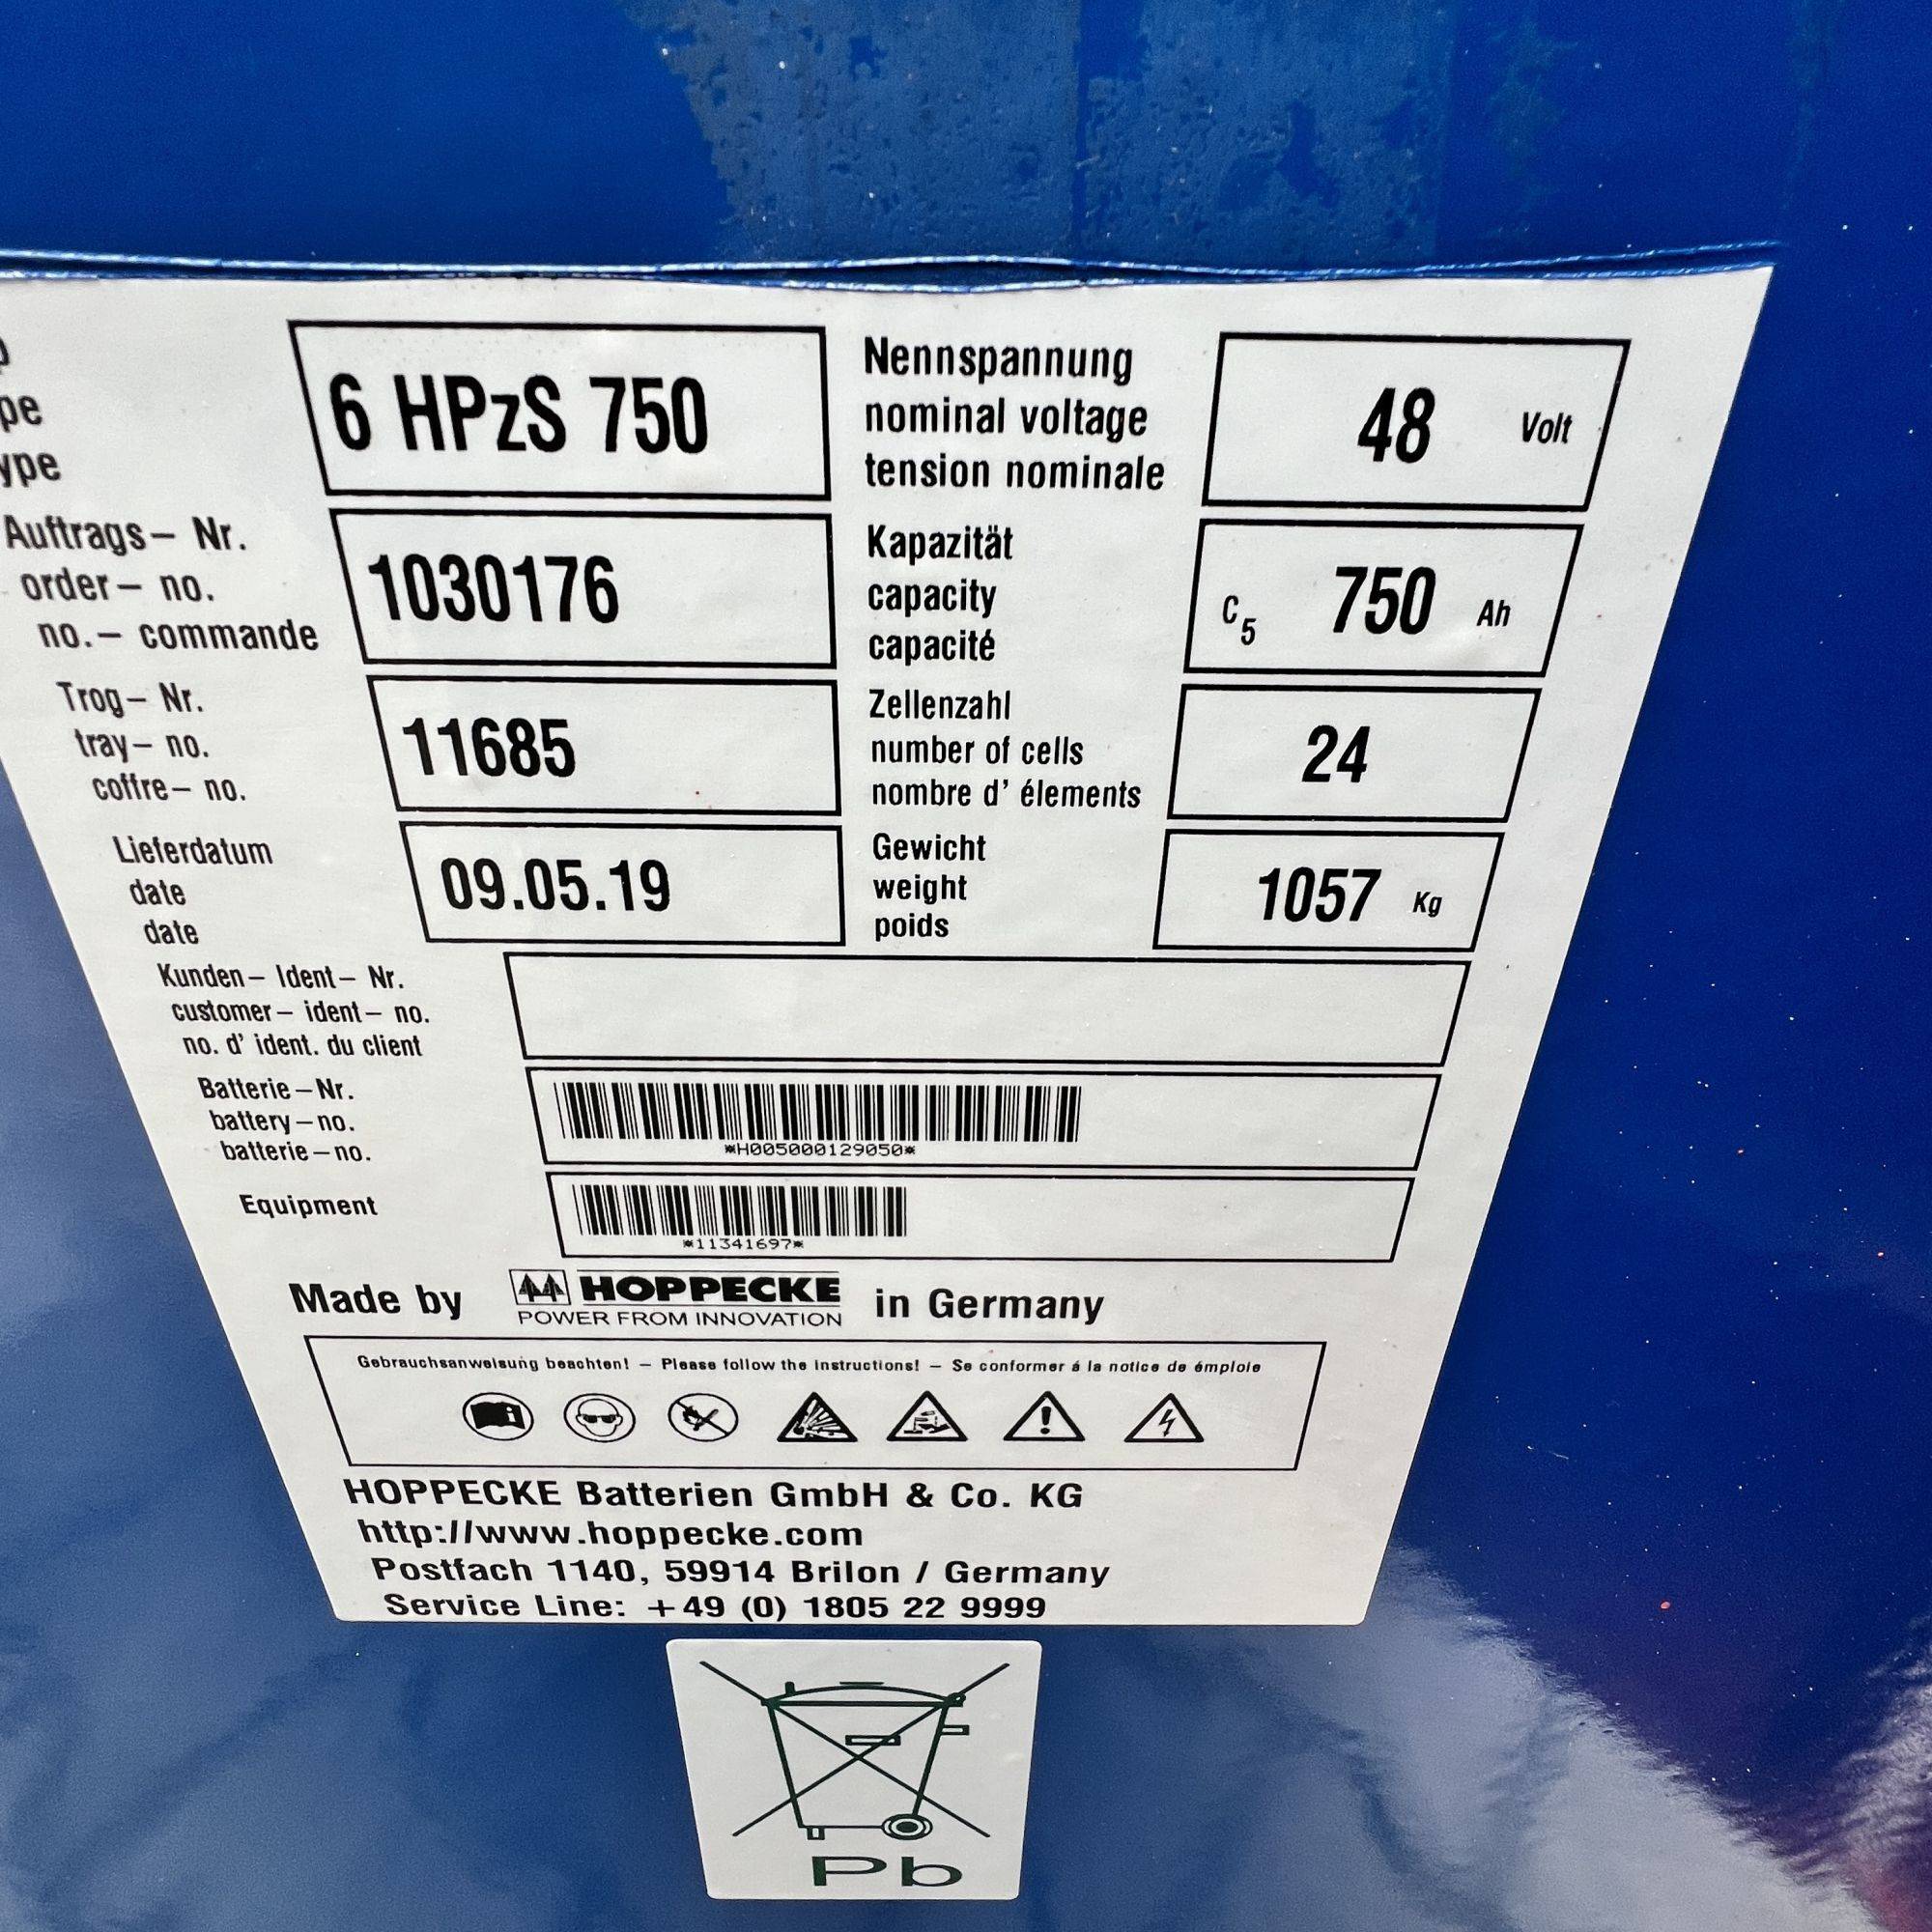 6 HPzS 750
Nennspannung
nominal voltage
tension nominale
48 Volt
Auftrags– Nr.
order– no.
no.– commande
1030176
Kapazität
capacity
capacité
C5 750 Ah
Trog– Nr.
tray– no.
coffre– no.
11685
Zellenzahl
number of cells
nombre d' élements
24
Lieferdatum
date
date
09.05.19
Gewicht
weight
poids
1057 Kg
Kunden– Ident– Nr.
customer– ident– no.
no. d' ident. du client
Batterie–Nr.
battery–no.
batterie–no.
*H005000129050*
Equipment
*11341697*
Made by HOPPECKE in Germany
POWER FROM INNOVATION
Gebrauchsanweisung beachten! – Please follow the instructions! – Se conformer á la notice de émploie
HOPPECKE Batterien GmbH & Co. KG
http://www.hoppecke.com
Postfach 1140, 59914 Brilon / Germany
Service Line: +49 (0) 1805 22 9999
Pb